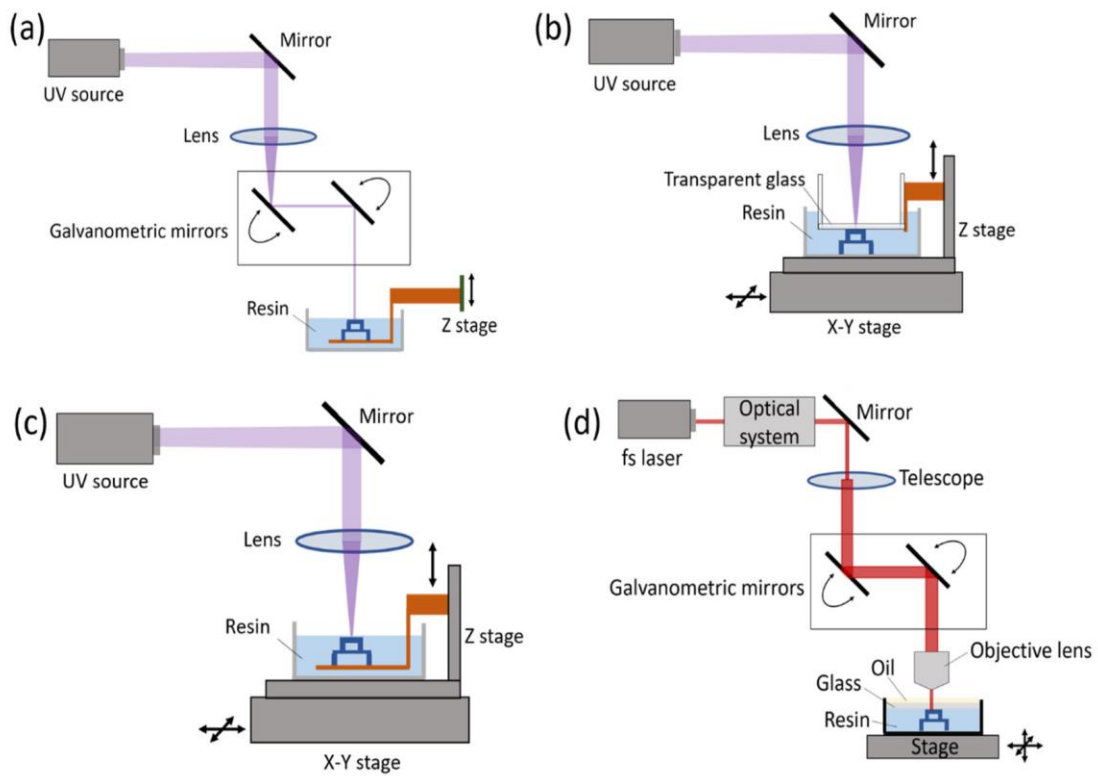 (a)
Mirror
UV source
Lens
Galvanometric mirrors
Resin
Z stage
(b)
Mirror
UV source
Lens
Transparent glass
Resin
Z stage
X-Y stage
(c)
Mirror
UV source
Lens
Resin
Z stage
X-Y stage
(d)
Optical
system
Mirror
fs laser
Telescope
Galvanometric mirrors
Objective lens
Oil
Glass
Resin
Stage